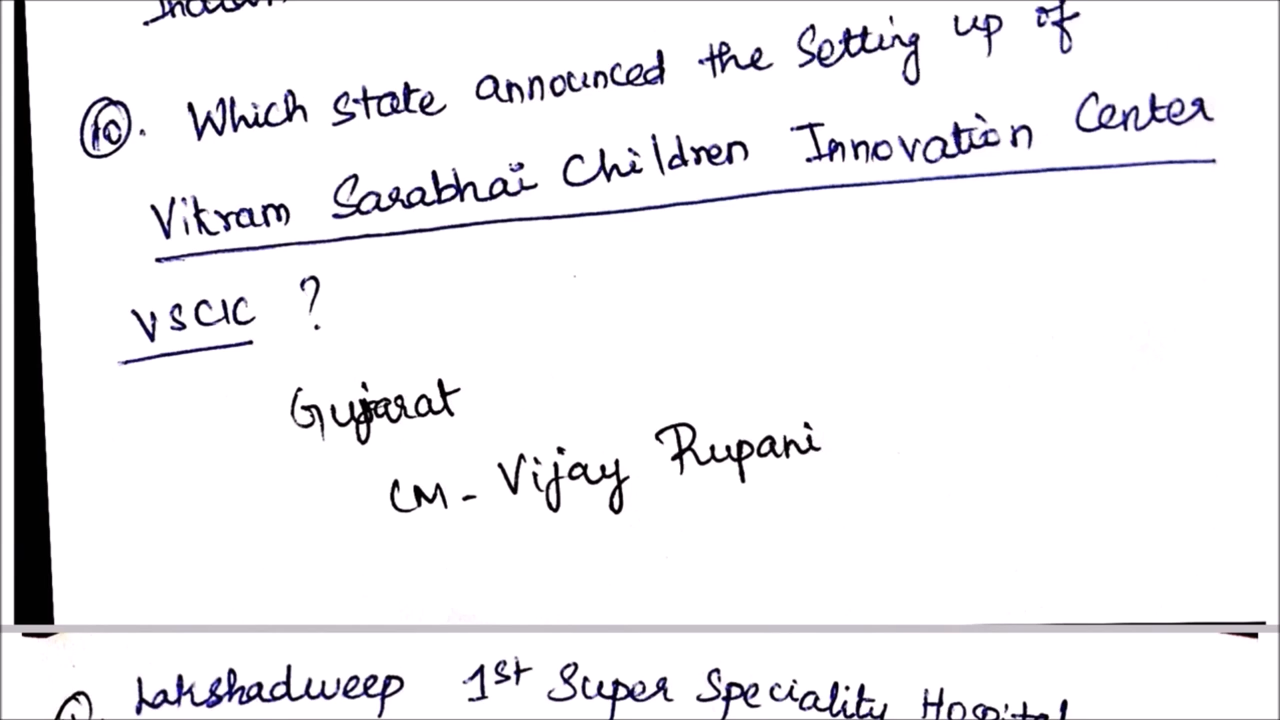 10. Which state announced the Setting up of
Vikram Sarabhai Children Innovation Center
VSCIC ?
Gujarat
CM - Vijay Rupani
Lakshadweep 1st Super Speciality Hospital